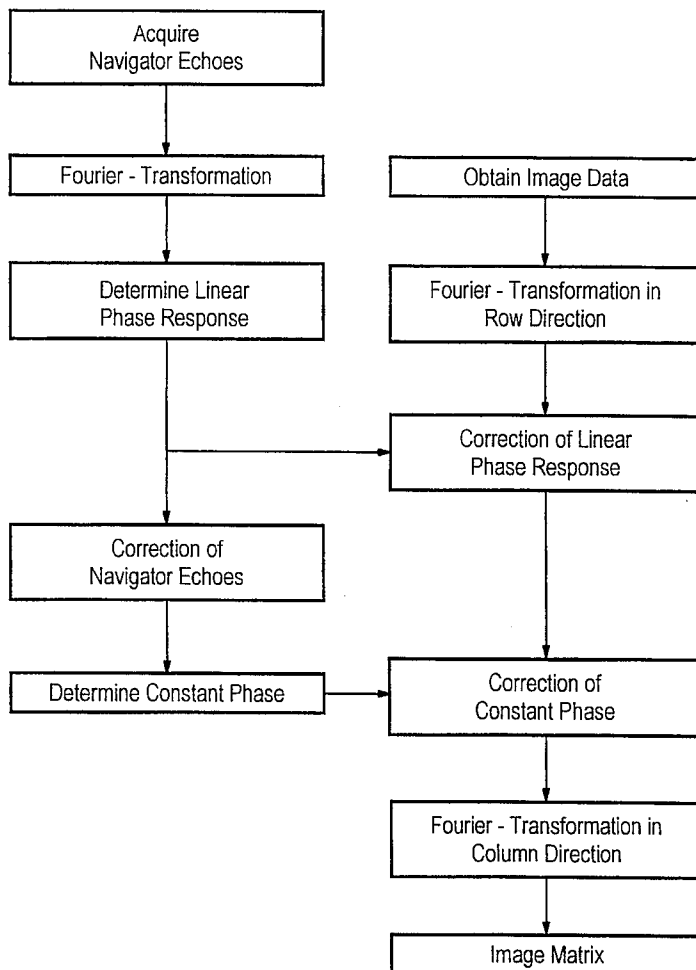 Acquire
Navigator Echoes
Fourier - Transformation
Determine Linear
Phase Response
Correction of
Navigator Echoes
Determine Constant Phase
Obtain Image Data
Fourier - Transformation in
Row Direction
Correction of Linear
Phase Response
Correction of
Constant Phase
Fourier - Transformation in
Column Direction
Image Matrix